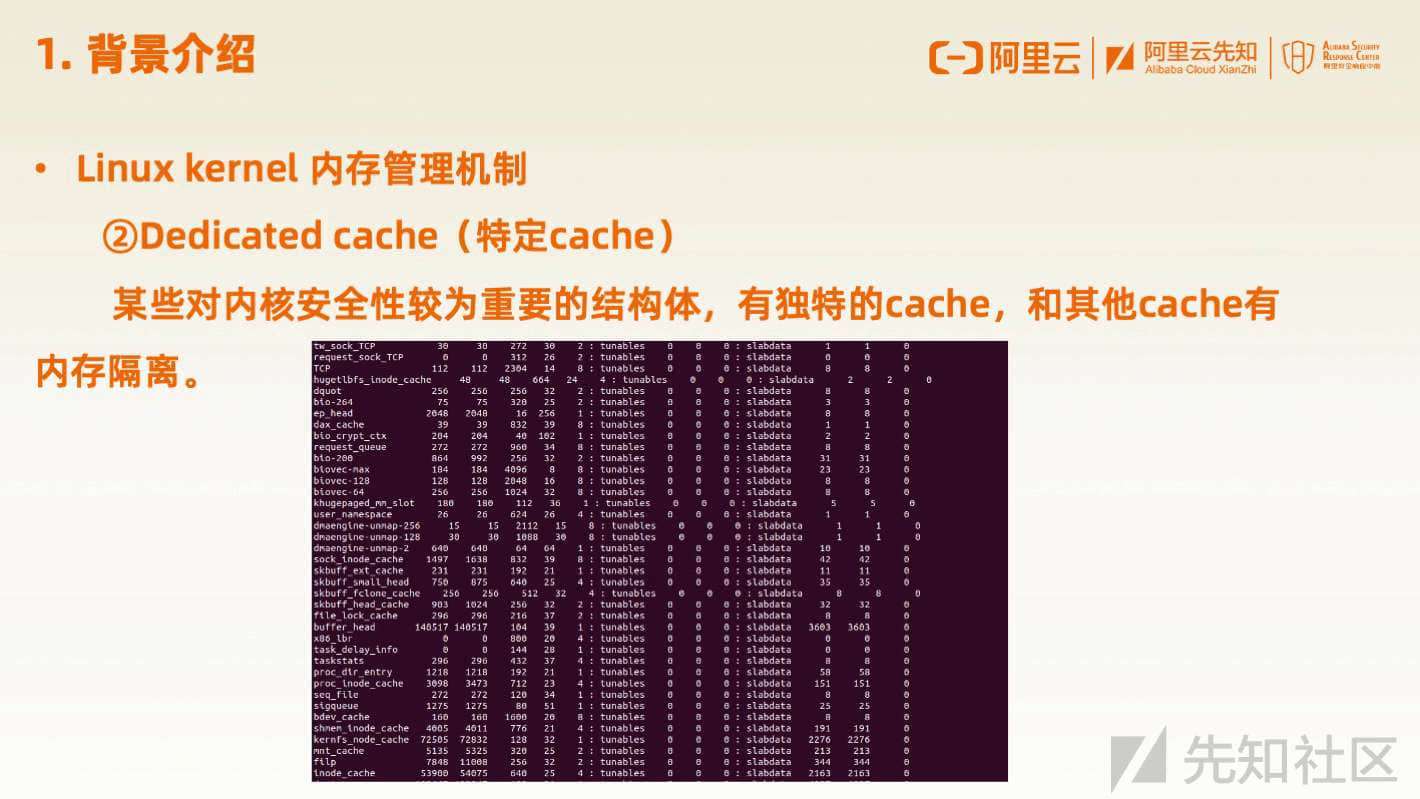 1. 背景介绍
阿里云
阿里云先知
Alibaba Cloud XianZhi
ALIBABA SECURITY
RESPONSE CENTER
• Linux kernel 内存管理机制
②Dedicated cache（特定cache）
某些对内核安全性较为重要的结构体，有独特的cache，和其他cache有
内存隔离。
tw_sock_TCP 30 30 272 30 2 : tunables 0 0 0 : slabdata 1 1 0
request_sock_TCP 0 0 312 26 2 : tunables 0 0 0 : slabdata 0 0 0
TCP 112 112 2304 14 8 : tunables 0 0 0 : slabdata 8 8 0
hugetlbfs_inode_cache 48 48 664 24 4 : tunables 0 0 0 : slabdata 2 2 0
dquot 256 256 256 32 2 : tunables 0 0 0 : slabdata 8 8 0
bio-264 75 75 320 25 2 : tunables 0 0 0 : slabdata 3 3 0
ep_head 2048 2048 16 256 1 : tunables 0 0 0 : slabdata 8 8 0
dax_cache 39 39 832 39 8 : tunables 0 0 0 : slabdata 1 1 0
bio_crypt_ctx 204 204 40 102 1 : tunables 0 0 0 : slabdata 2 2 0
request_queue 272 272 960 34 8 : tunables 0 0 0 : slabdata 8 8 0
bio-200 864 992 256 32 2 : tunables 0 0 0 : slabdata 31 31 0
biovec-max 184 184 4096 8 8 : tunables 0 0 0 : slabdata 23 23 0
biovec-128 128 128 2048 16 8 : tunables 0 0 0 : slabdata 8 8 0
biovec-64 256 256 1024 32 8 : tunables 0 0 0 : slabdata 8 8 0
khugepaged_mm_slot 180 180 112 36 1 : tunables 0 0 0 : slabdata 5 5 0
user_namespace 26 26 624 26 4 : tunables 0 0 0 : slabdata 1 1 0
dmaengine-unmap-256 15 15 2112 15 8 : tunables 0 0 0 : slabdata 1 1 0
dmaengine-unmap-128 30 30 1088 30 8 : tunables 0 0 0 : slabdata 1 1 0
dmaengine-unmap-2 640 640 64 64 1 : tunables 0 0 0 : slabdata 10 10 0
sock_inode_cache 1497 1638 832 39 8 : tunables 0 0 0 : slabdata 42 42 0
skbuff_ext_cache 231 231 192 21 1 : tunables 0 0 0 : slabdata 11 11 0
skbuff_small_head 750 875 640 25 4 : tunables 0 0 0 : slabdata 35 35 0
skbuff_fclone_cache 256 256 512 32 4 : tunables 0 0 0 : slabdata 8 8 0
skbuff_head_cache 903 1024 256 32 2 : tunables 0 0 0 : slabdata 32 32 0
file_lock_cache 296 296 216 37 2 : tunables 0 0 0 : slabdata 8 8 0
buffer_head 140517 140517 104 39 1 : tunables 0 0 0 : slabdata 3603 3603 0
x86_lbr 0 0 800 20 4 : tunables 0 0 0 : slabdata 0 0 0
task_delay_info 0 0 144 28 1 : tunables 0 0 0 : slabdata 0 0 0
taskstats 296 296 432 37 4 : tunables 0 0 0 : slabdata 8 8 0
proc_dir_entry 1218 1218 192 21 1 : tunables 0 0 0 : slabdata 58 58 0
proc_inode_cache 3098 3473 712 23 4 : tunables 0 0 0 : slabdata 151 151 0
seq_file 272 272 120 34 1 : tunables 0 0 0 : slabdata 8 8 0
sigqueue 1275 1275 80 51 1 : tunables 0 0 0 : slabdata 25 25 0
bdev_cache 160 160 1600 20 8 : tunables 0 0 0 : slabdata 8 8 0
shmem_inode_cache 4005 4011 776 21 4 : tunables 0 0 0 : slabdata 191 191 0
kernfs_node_cache 72505 72832 128 32 1 : tunables 0 0 0 : slabdata 2276 2276 0
mnt_cache 5135 5325 320 25 2 : tunables 0 0 0 : slabdata 213 213 0
filp 7848 11008 256 32 2 : tunables 0 0 0 : slabdata 344 344 0
inode_cache 53900 54075 640 25 4 : tunables 0 0 0 : slabdata 2163 2163 0
先知社区